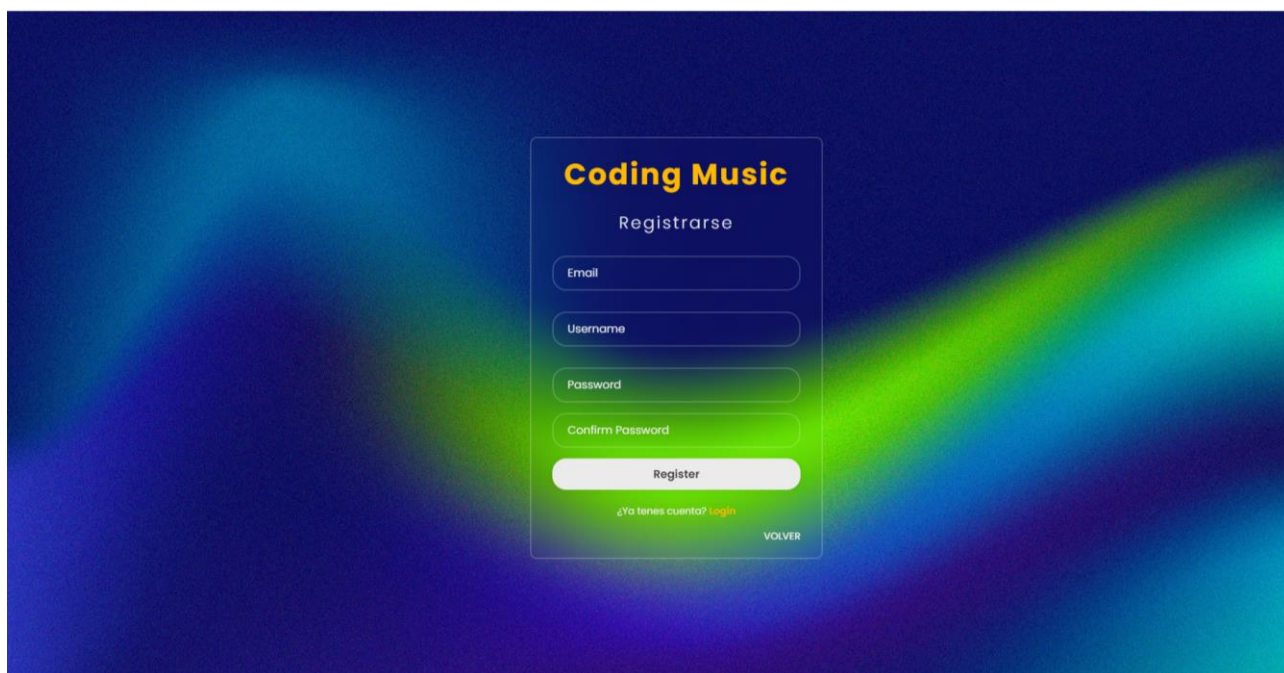 Coding Music
Registrarse
Email
Username
Password
Confirm Password
Register
¿Ya tenes cuenta? Login
VOLVER